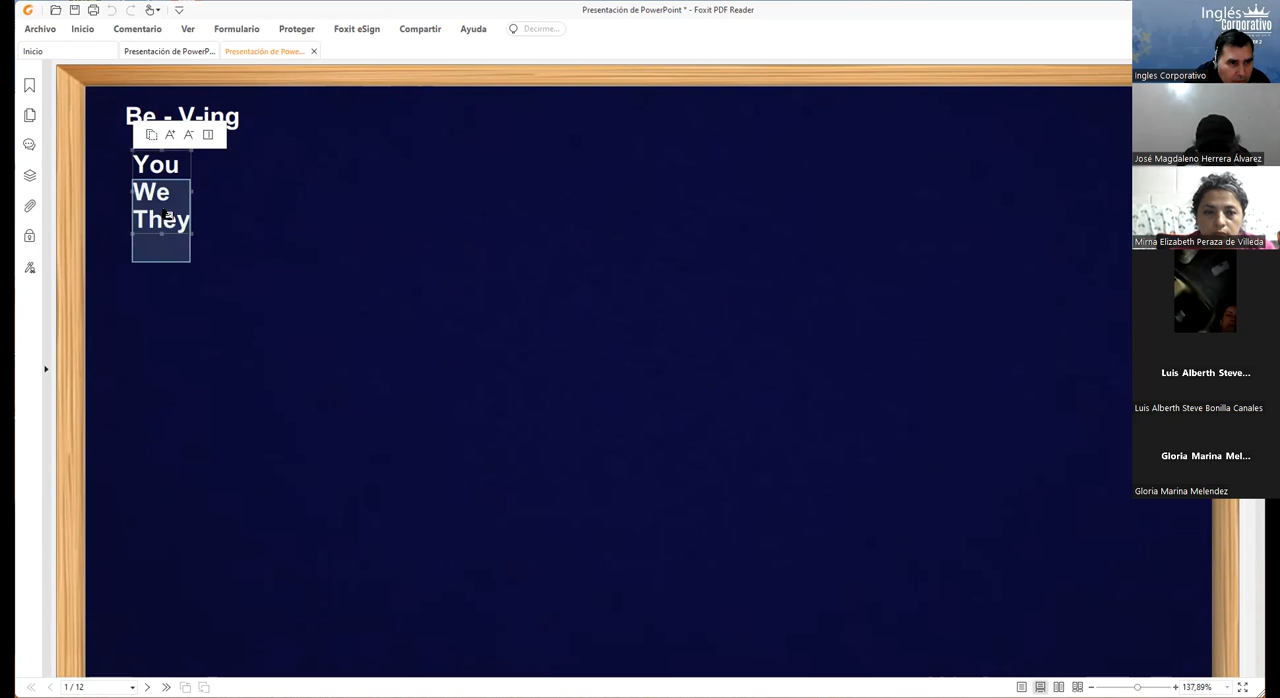 Presentación de PowerPoint * - Foxit PDF Reader
Archivo Inicio Comentario Ver Formulario Proteger Foxit eSign Compartir Ayuda Decirme...
Inicio Presentación de PowerP... Presentación de Powe...
Be - V-ing
You
We
They
Inglés
Corporativo
Ingles Corporativo
José Magdaleno Herrera Álvarez
Mirna Elizabeth Peraza de Villeda
Luis Alberth Steve...
Luis Alberth Steve Bonilla Canales
Gloria Marina Mel...
Gloria Marina Melendez
1 / 12
137,89%